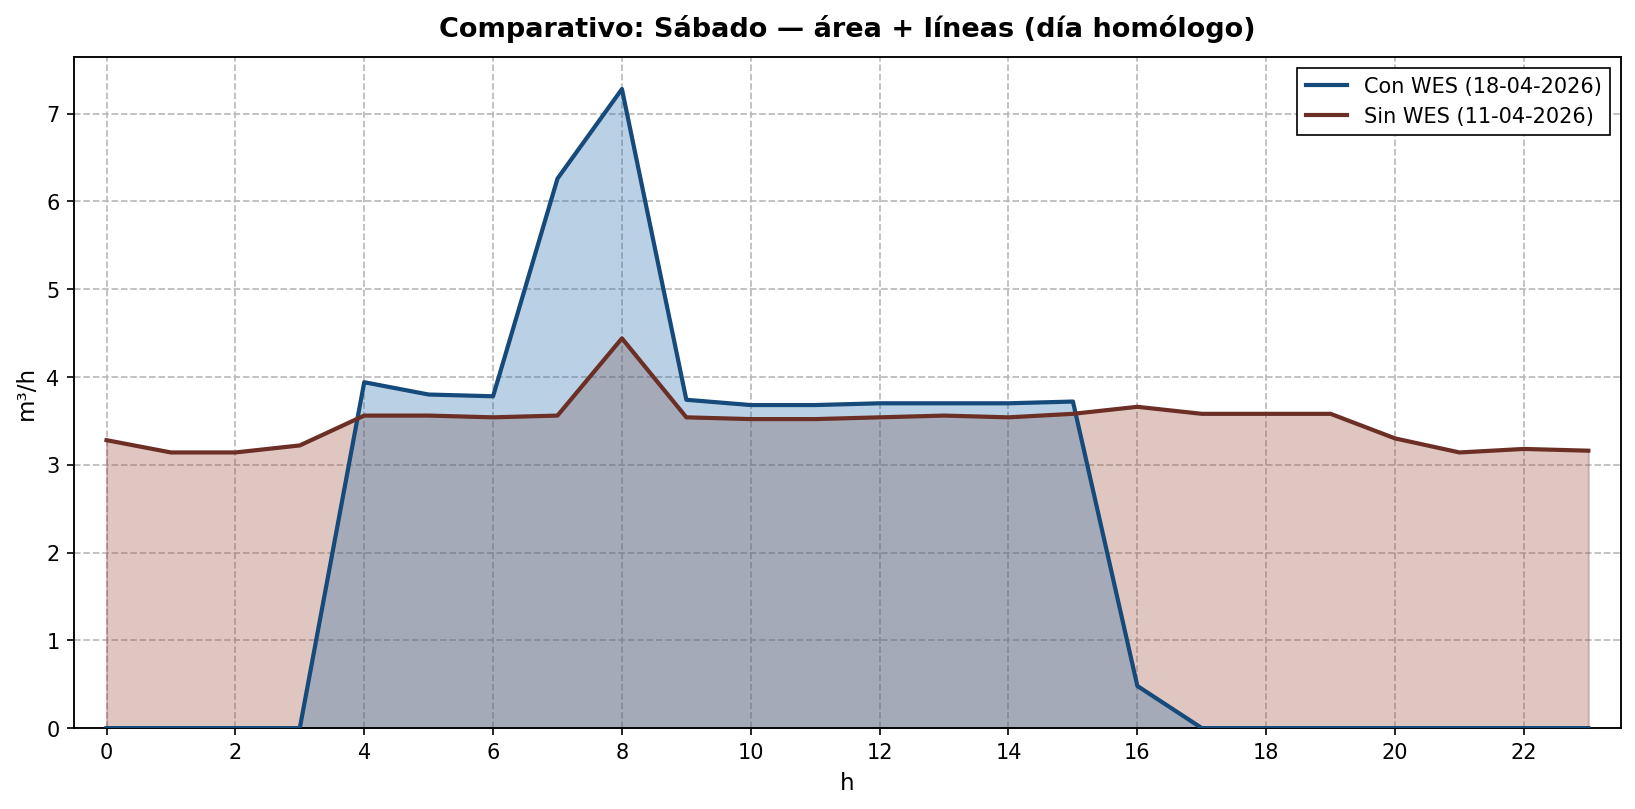 Comparativo: Sábado — área + líneas (día homólogo)
Con WES (18-04-2026)
Sin WES (11-04-2026)
7
6
5
4
3
2
1
0
m³/h
0 2 4 6 8 10 12 14 16 18 20 22
h